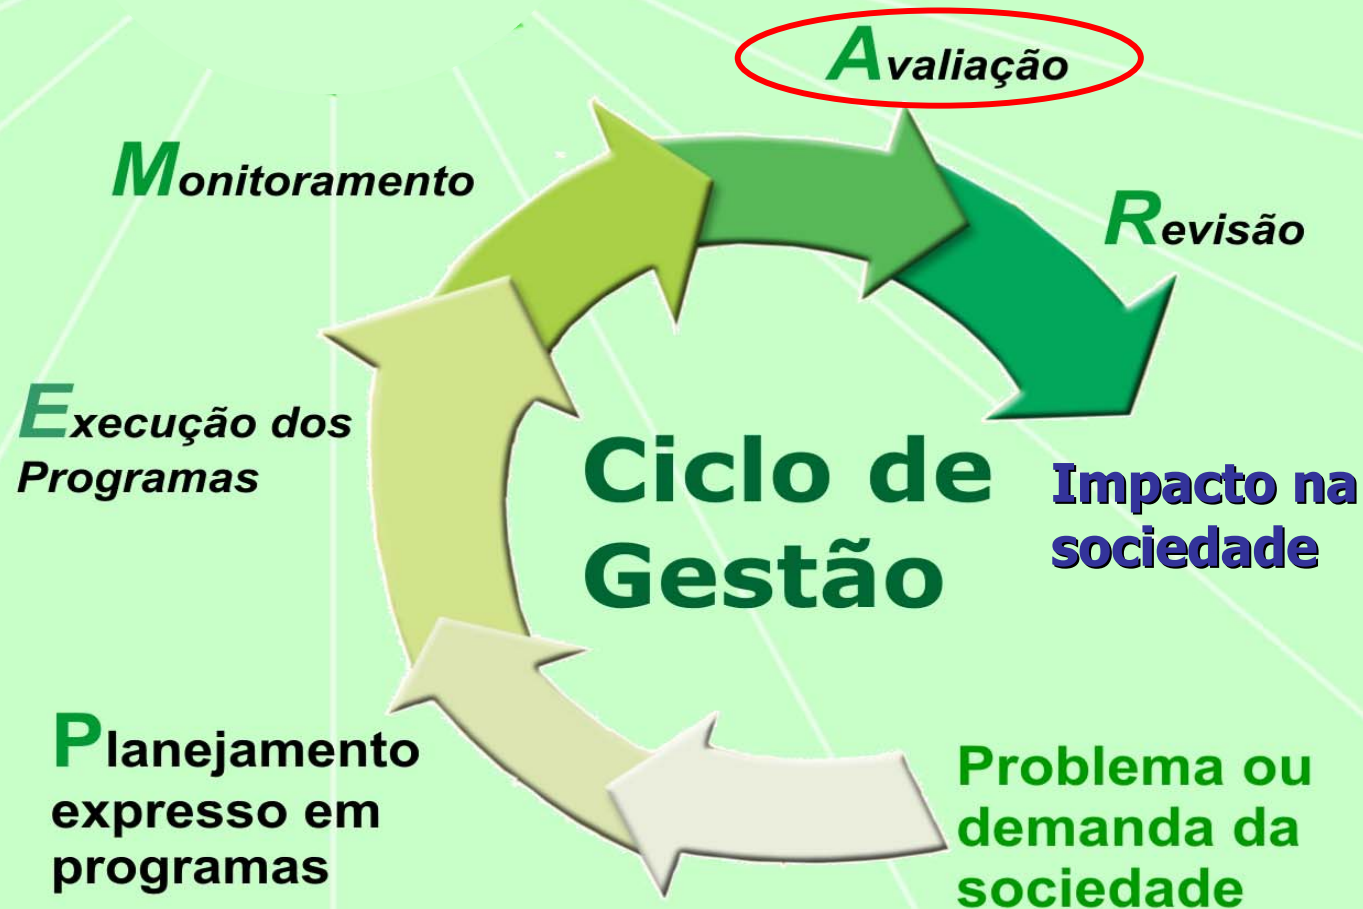 Avaliação
Monitoramento
Revisão
Execução dos
Programas
Ciclo de
Gestão
Impacto na
sociedade
Planejamento
expresso em
programas
Problema ou
demanda da
sociedade